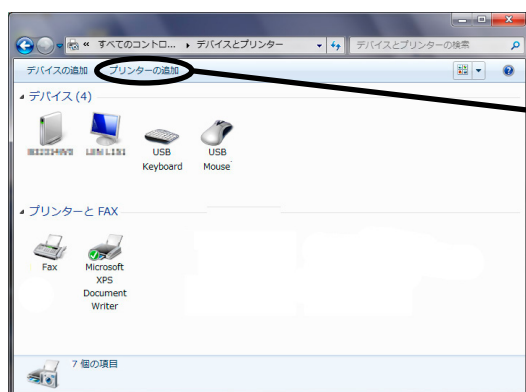 « すべてのコントロ... ▸ デバイスとプリンター
デバイスとプリンターの検索
デバイスの追加 プリンターの追加
デバイス (4)
USB Keyboard
USB Mouse
プリンターと FAX
Fax
Microsoft XPS Document Writer
7 個の項目